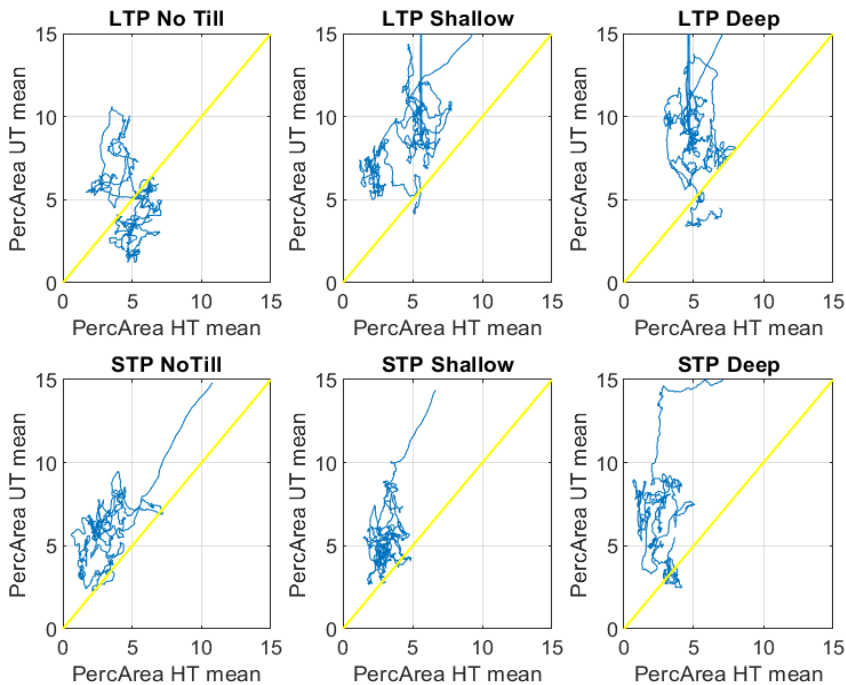 LTP No Till
LTP Shallow
LTP Deep
15
10
5
0
PercArea UT mean
0 5 10 15
PercArea HT mean
15
10
5
0
PercArea UT mean
0 5 10 15
PercArea HT mean
15
10
5
0
PercArea UT mean
0 5 10 15
PercArea HT mean
STP NoTill
STP Shallow
STP Deep
15
10
5
0
PercArea UT mean
0 5 10 15
PercArea HT mean
15
10
5
0
PercArea UT mean
0 5 10 15
PercArea HT mean
15
10
5
0
PercArea UT mean
0 5 10 15
PercArea HT mean